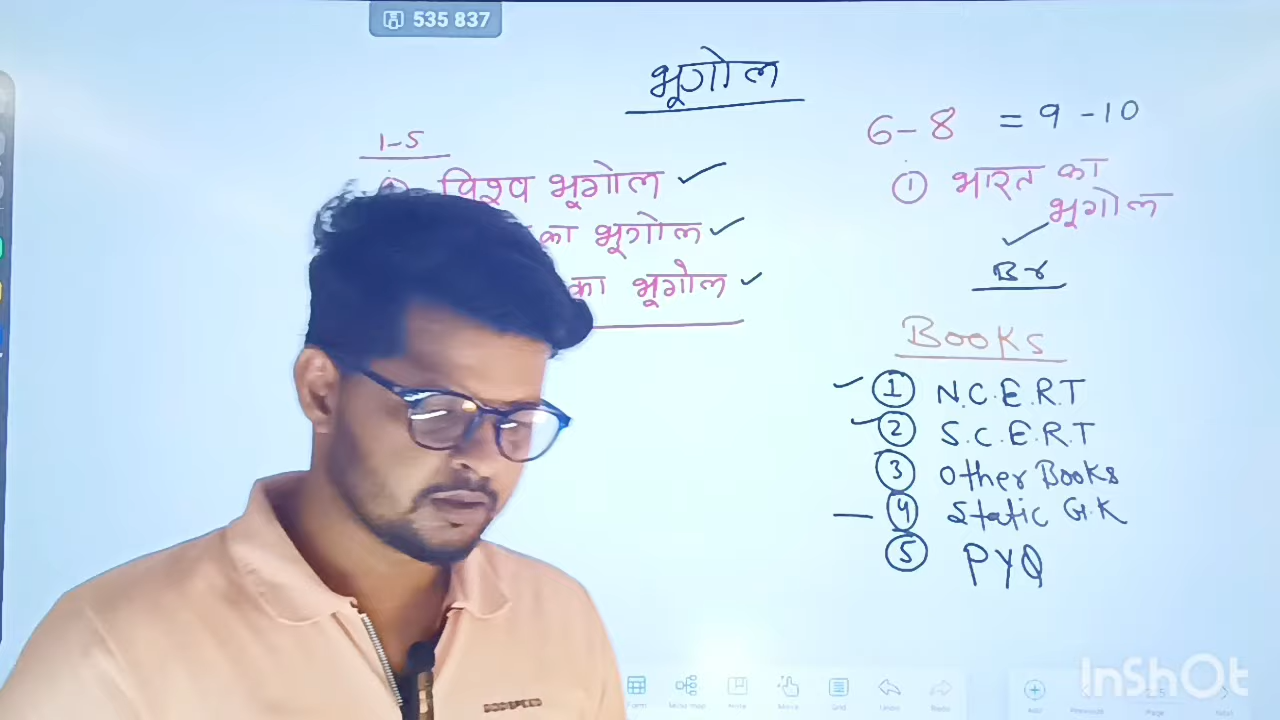 535 837
भूगोल
1-5
विश्व भूगोल
का भूगोल
का भूगोल
6-8 = 9-10
① भारत का
भूगोल
Br
Books
① N.C.E.R.T
② S.C.E.R.T
③ Other Books
④ Static G.K
⑤ PYQ
InShOt